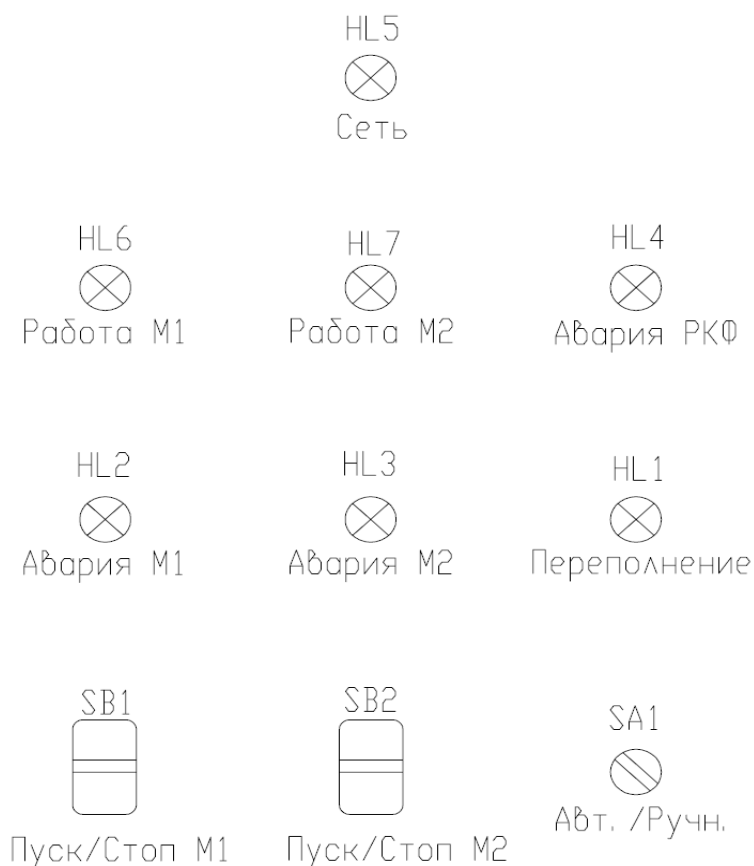 HL5
Сеть
HL6 HL7 HL4
Работа М1 Работа М2 Авария РКФ
HL2 HL3 HL1
Авария М1 Авария М2 Переполнение
SB1 SB2 SA1
Пуск/Стоп М1 Пуск/Стоп М2 Авт. /Ручн.